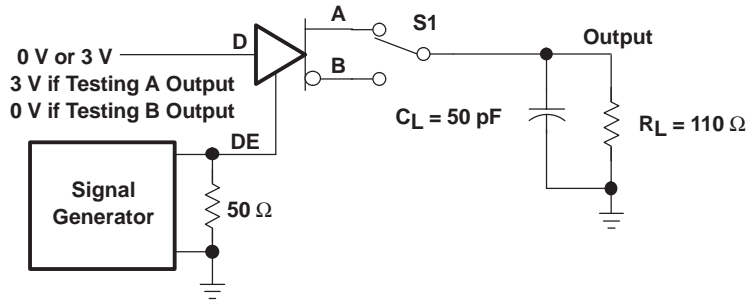 A
S1
D
Output
0 V or 3 V
3 V if Testing A Output
B
0 V if Testing B Output
CL = 50 pF
RL = 110 Ω
DE
Signal
Generator
50 Ω